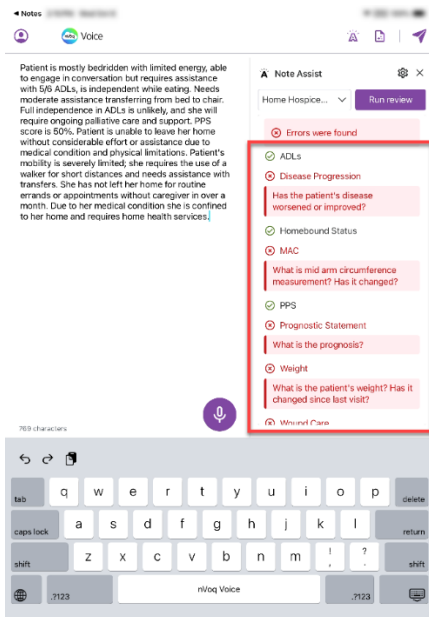 ◄ Notes
nVoq Voice
Patient is mostly bedridden with limited energy, able
to engage in conversation but requires assistance
with 5/6 ADLs, is independent while eating. Needs
moderate assistance transferring from bed to chair.
Full independence in ADLs is unlikely, and she will
require ongoing palliative care and support. PPS
score is 50%. Patient is unable to leave her home
without considerable effort or assistance due to
medical condition and physical limitations. Patient's
mobility is severely limited; she requires the use of a
walker for short distances and needs assistance with
transfers. She has not left her home for routine
errands or appointments without caregiver in over a
month. Due to her medical condition she is confined
to her home and requires home health services.
769 characters
Note Assist
Home Hospice...
Run review
Errors were found
ADLs
Disease Progression
Has the patient's disease
worsened or improved?
Homebound Status
MAC
What is mid arm circumference
measurement? Has it changed?
PPS
Prognostic Statement
What is the prognosis?
Weight
What is the patient's weight? Has it
changed since last visit?
Wound Care
tab q w e r t y u i o p delete
caps lock a s d f g h j k l return
shift z x c v b n m ! , ? . shift
.?123 nVoq Voice .?123